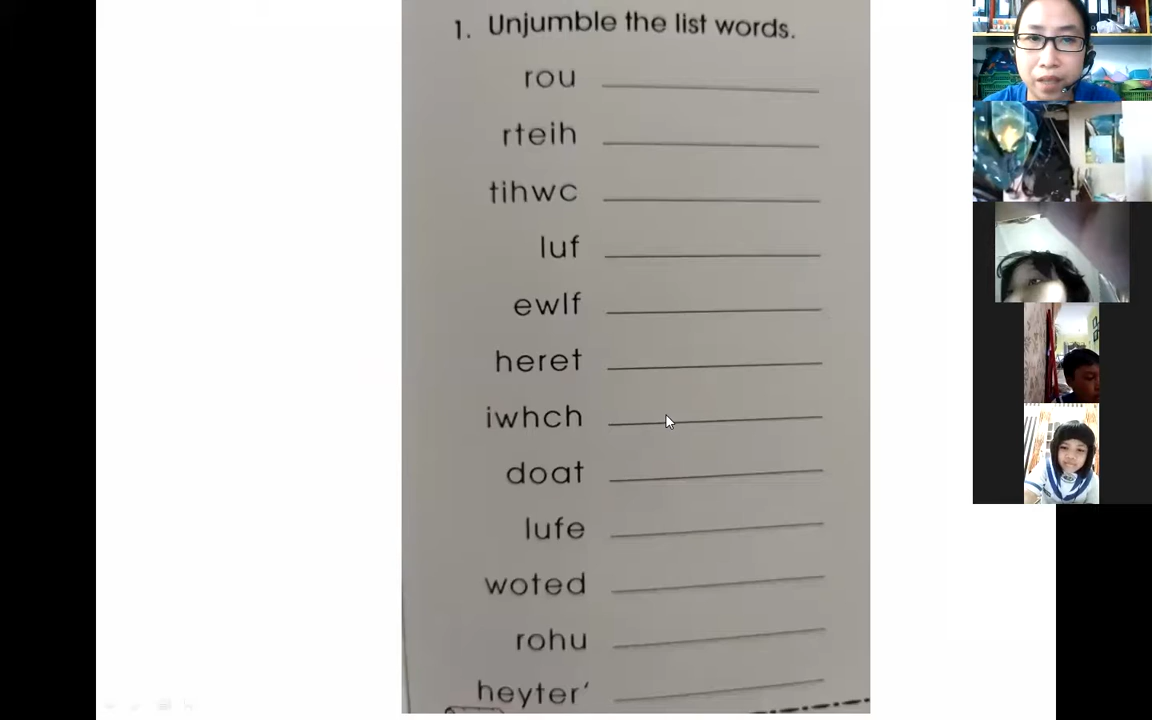 1. Unjumble the list words.
rou
rteih
tihwc
luf
ewlf
heret
iwhch
doat
lufe
woted
rohu
heyter'